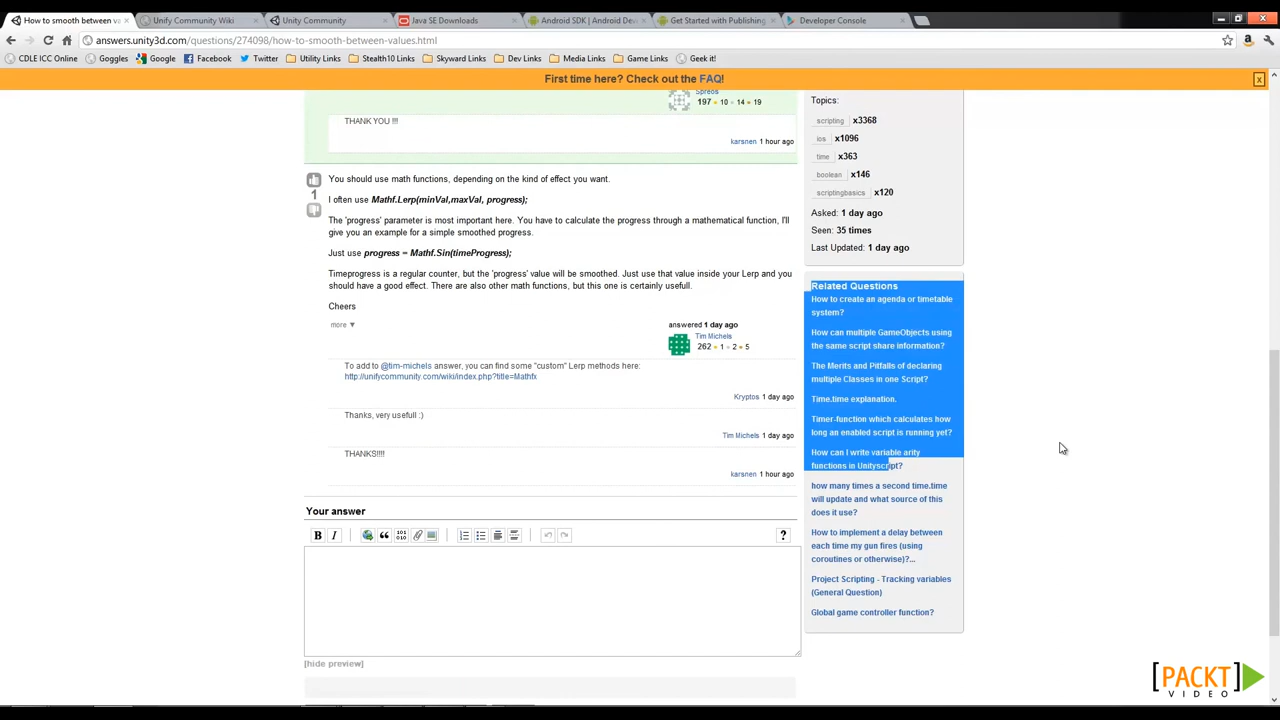 How to smooth between va
Unify Community Wiki
Unity Community
Java SE Downloads
Android SDK | Android Dev
Get Started with Publishing
Developer Console
answers.unity3d.com/questions/274098/how-to-smooth-between-values.html
CDLE ICC Online
Goggles
Google
Facebook
Twitter
Utility Links
Stealth10 Links
Skyward Links
Dev Links
Media Links
Game Links
Geek it!
First time here? Check out the FAQ!
x
Spreos
197 10 14 19
THANK YOU !!!
karsnen 1 hour ago
1
You should use math functions, depending on the kind of effect you want.
I often use Mathf.Lerp(minVal,maxVal, progress);
The 'progress' parameter is most important here. You have to calculate the progress through a mathematical function, I'll
give you an example for a simple smoothed progress.
Just use progress = Mathf.Sin(timeProgress);
Timeprogress is a regular counter, but the 'progress' value will be smoothed. Just use that value inside your Lerp and you
should have a good effect. There are also other math functions, but this one is certainly usefull.
Cheers
more ▼
answered 1 day ago
Tim Michels
262 1 2 5
To add to @tim-michels answer, you can find some "custom" Lerp methods here:
http://unifycommunity.com/wiki/index.php?title=Mathfx
Kryptos 1 day ago
Thanks, very usefull :)
Tim Michels 1 day ago
THANKS!!!!
karsnen 1 hour ago
Your answer
B I
101
010
?
[hide preview]
Topics:
scripting x3368
ios x1096
time x363
boolean x146
scriptingbasics x120
Asked: 1 day ago
Seen: 35 times
Last Updated: 1 day ago
Related Questions
How to create an agenda or timetable
system?
How can multiple GameObjects using
the same script share information?
The Merits and Pitfalls of declaring
multiple Classes in one Script?
Time.time explanation.
Timer-function which calculates how
long an enabled script is running yet?
How can I write variable arity
functions in Unityscript?
how many times a second time.time
will update and what source of this
does it use?
How to implement a delay between
each time my gun fires (using
coroutines or otherwise)?...
Project Scripting - Tracking variables
(General Question)
Global game controller function?
[PACKT]
VIDEO